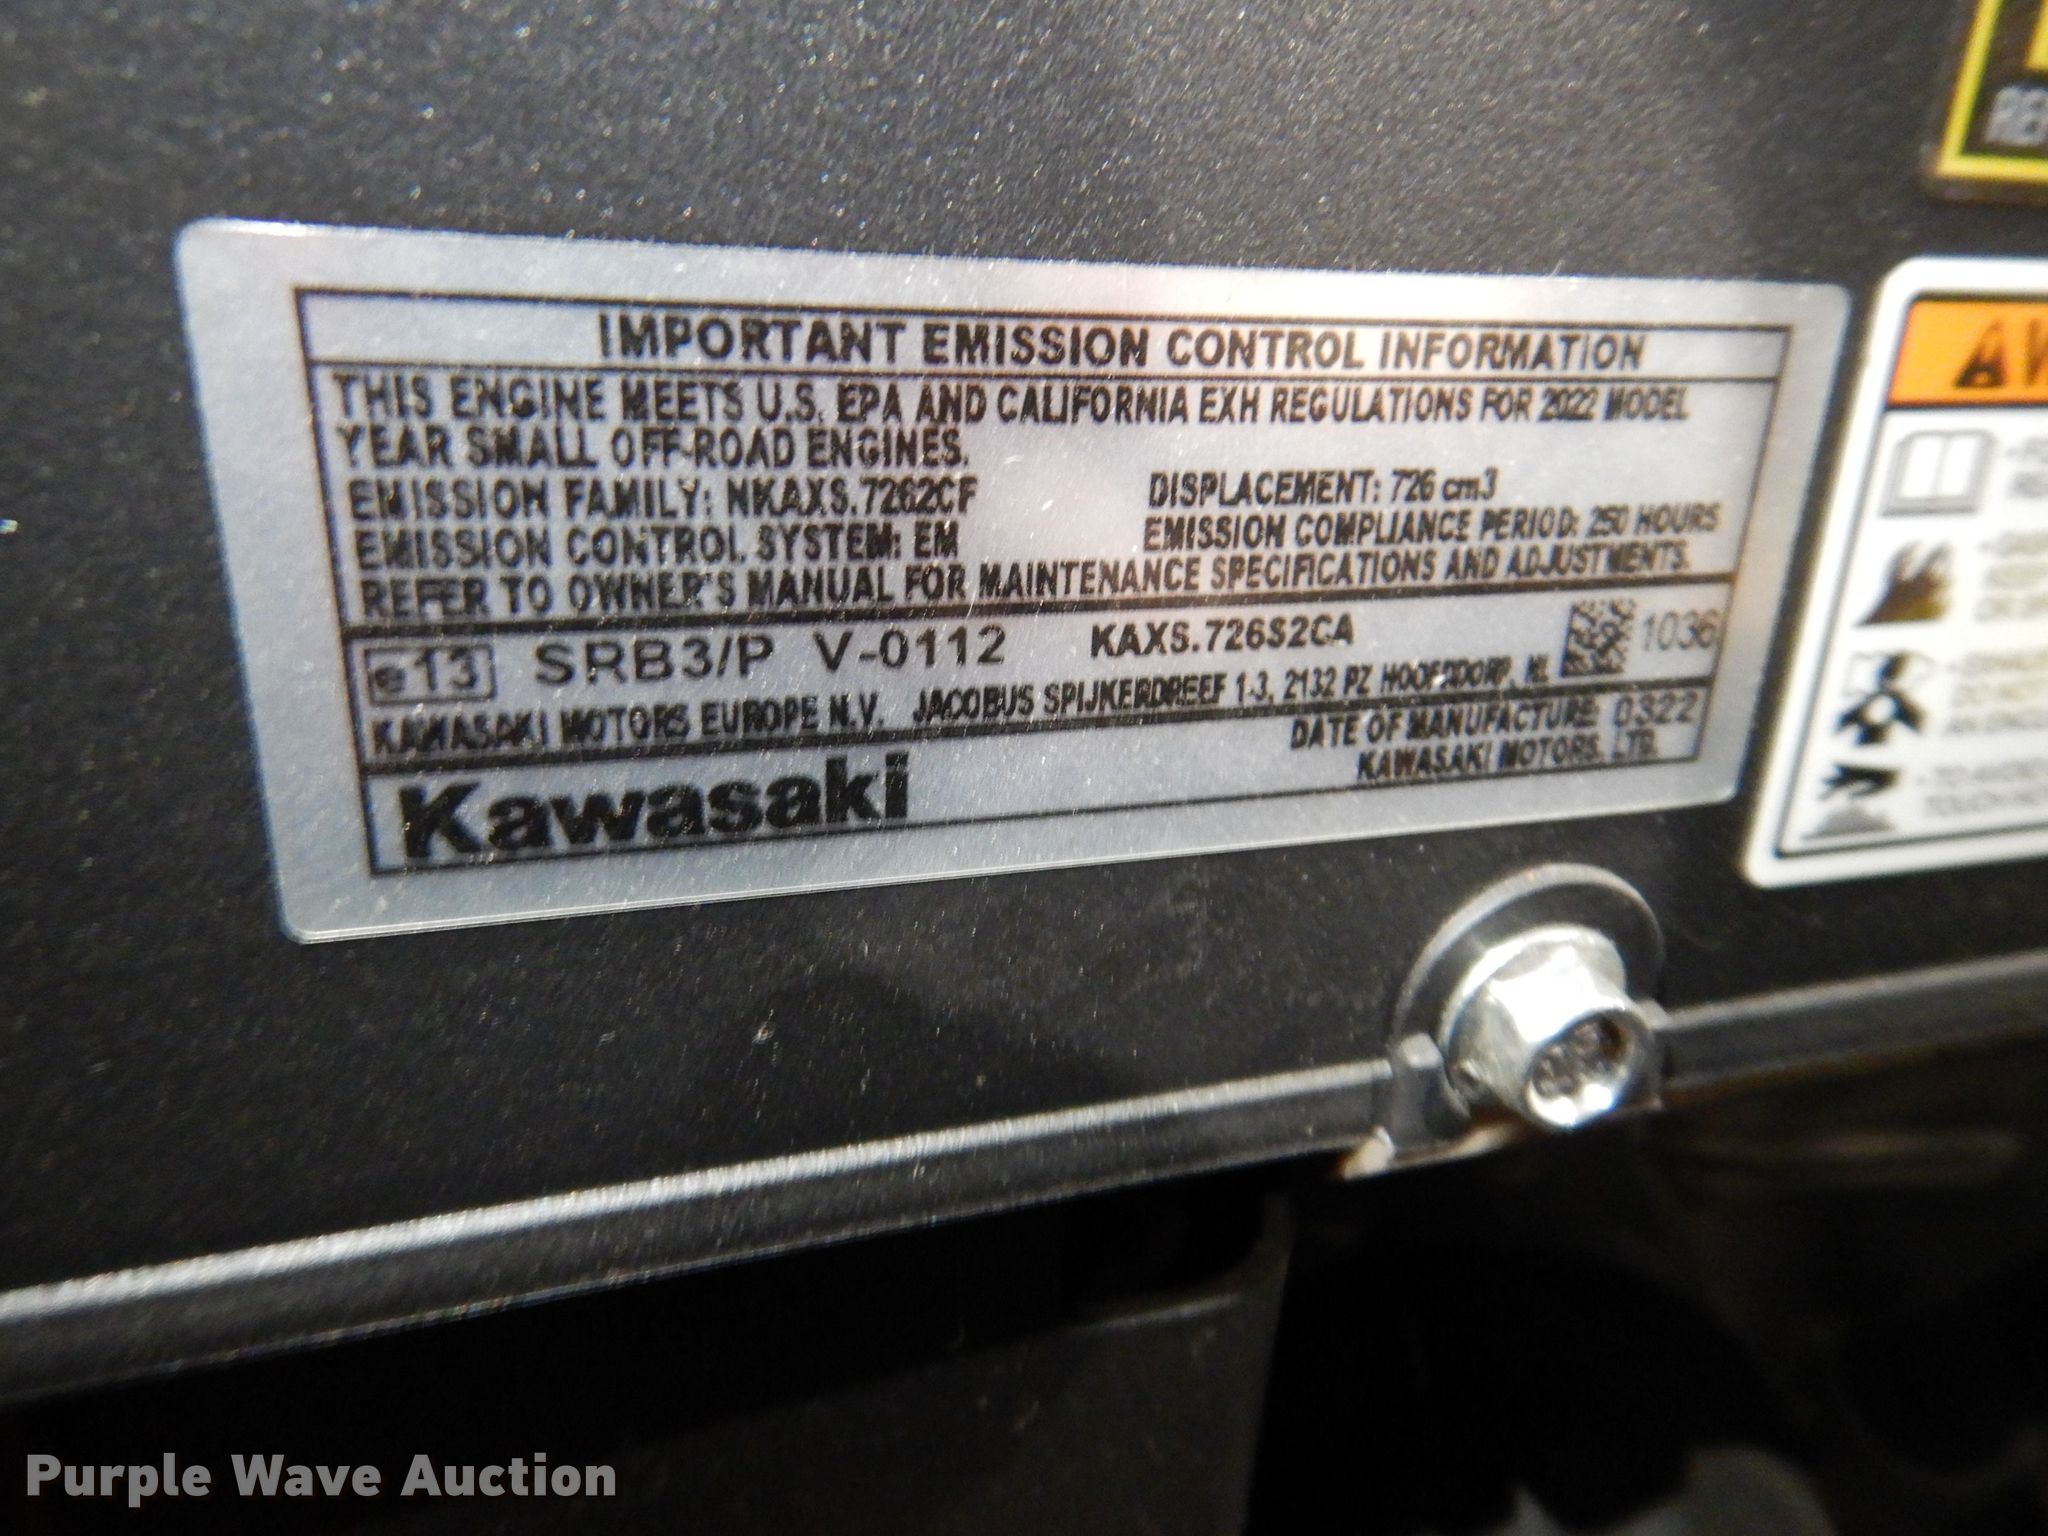 IMPORTANT EMISSION CONTROL INFORMATION
THIS ENGINE MEETS U.S. EPA AND CALIFORNIA EXH REGULATIONS FOR 2022 MODEL
YEAR SMALL OFF-ROAD ENGINES.
EMISSION FAMILY: NKAXS.7262CF DISPLACEMENT: 726 cm3
EMISSION CONTROL SYSTEM: EM EMISSION COMPLIANCE PERIOD: 250 HOURS
REFER TO OWNER'S MANUAL FOR MAINTENANCE SPECIFICATIONS AND ADJUSTMENTS.
e13 SRB3/P V-0112 KAXS.726S2CA 1036
KAWASAKI MOTORS EUROPE N.V. JACOBUS SPIJKERDREEF 1-3, 2132 PZ HOOFDDORP, NL
DATE OF MANUFACTURE: 0322
Kawasaki KAWASAKI MOTORS, LTD.
Purple Wave Auction